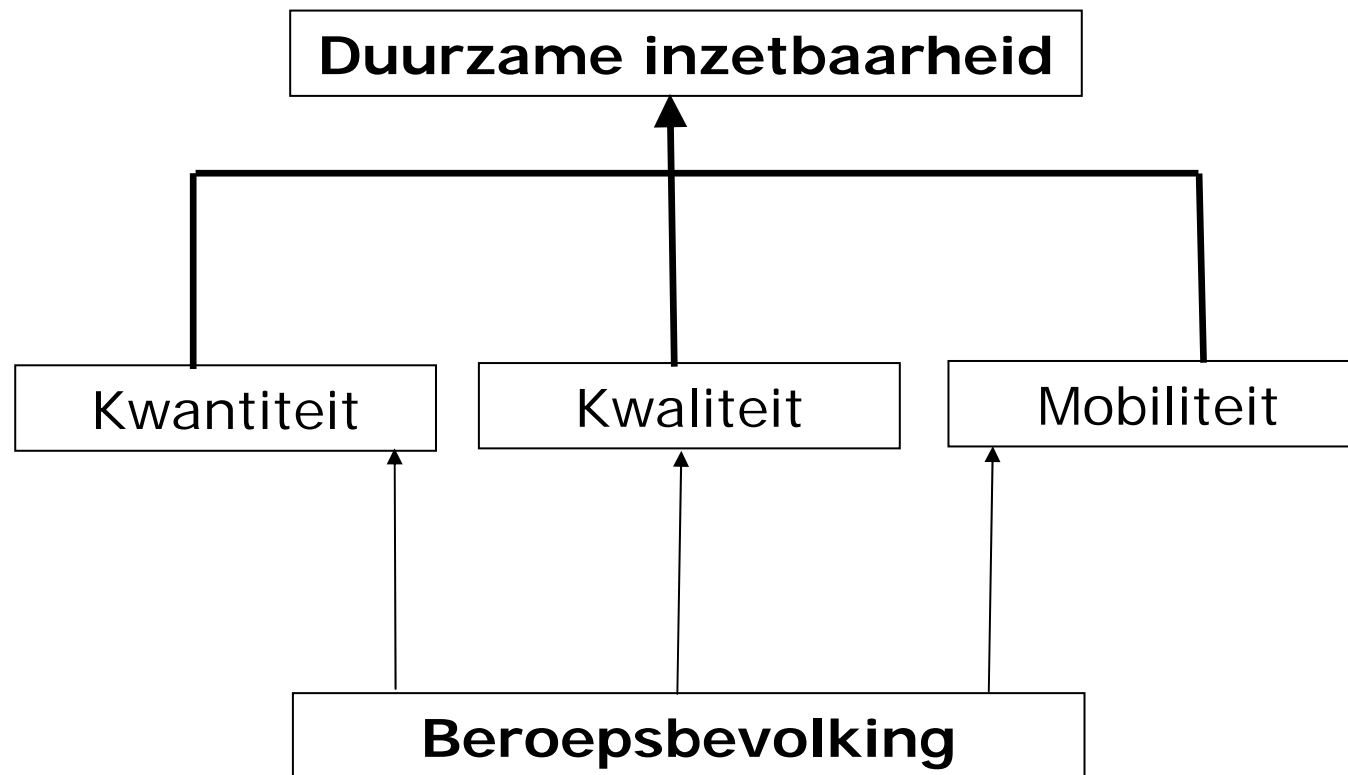 Duurzame inzetbaarheid
Kwantiteit
Kwaliteit
Mobiliteit
Beroepsbevolking